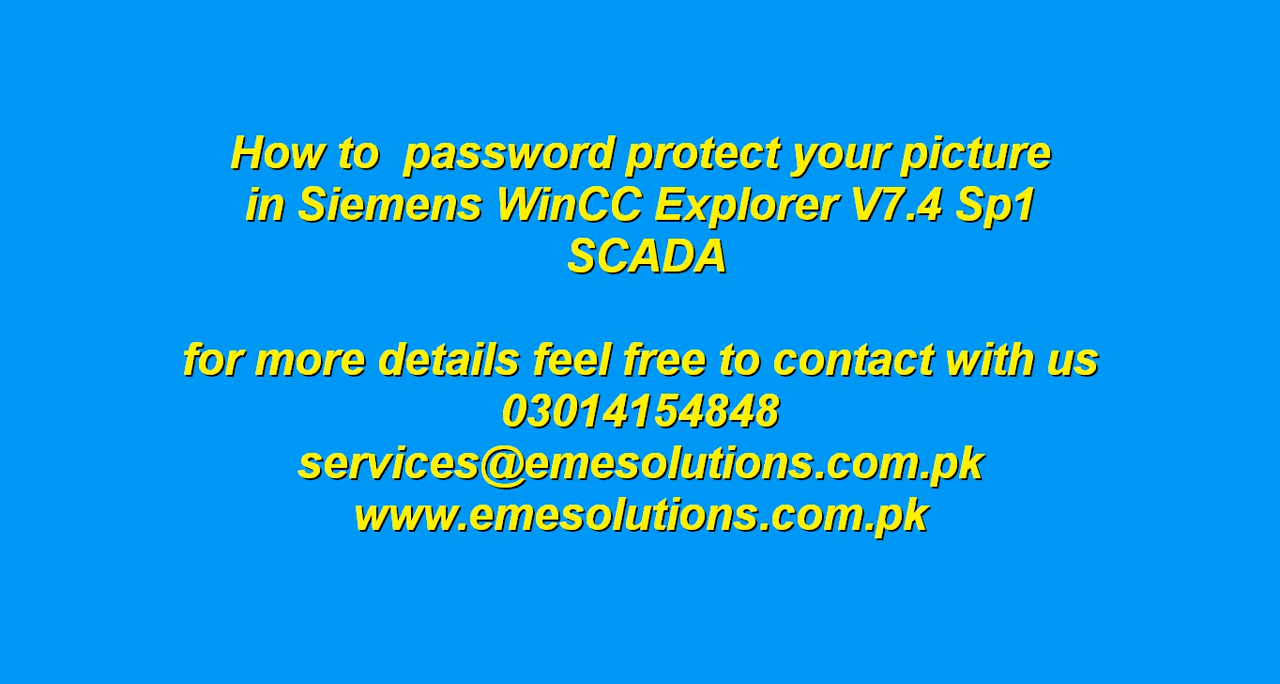 How to  password protect your picture
in Siemens WinCC Explorer V7.4 Sp1
SCADA
for more details feel free to contact with us
03014154848
services@emesolutions.com.pk
www.emesolutions.com.pk